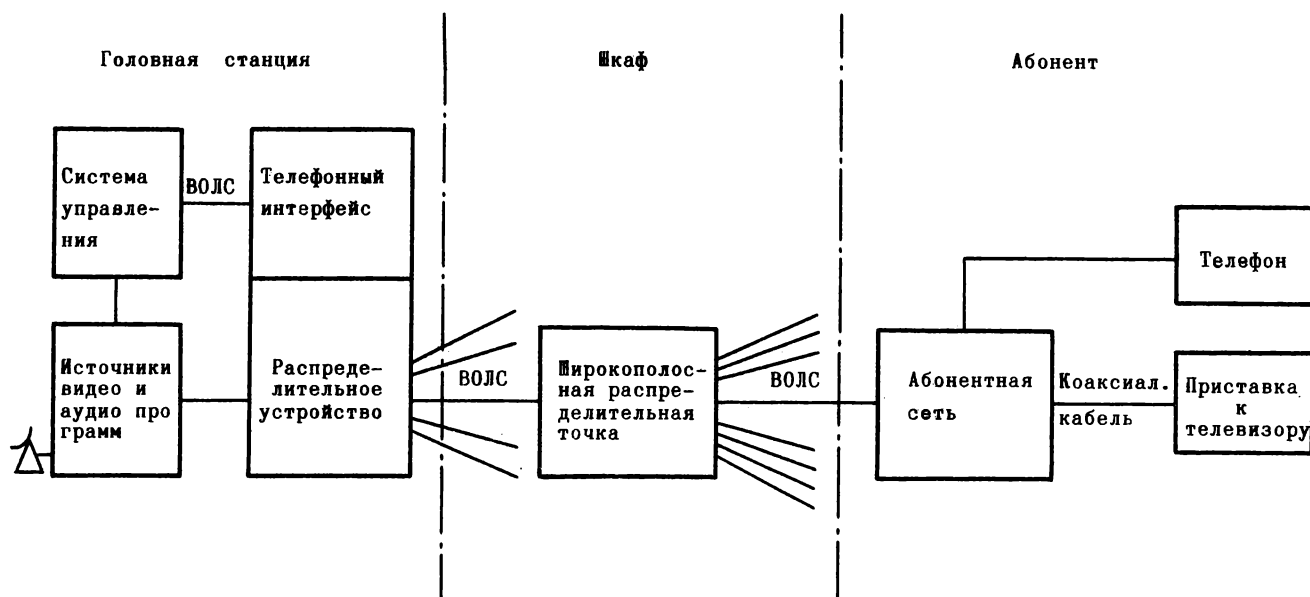 Головная станция
Шкаф
Абонент
Система
управле-
ния
ВОЛС
Телефонный
интерфейс
Телефон
Источники
видео и
аудио про
грамм
Распреде-
лительное
устройство
ВОЛС
Широкополос-
ная распре-
делительная
точка
ВОЛС
Абонентная
сеть
Коаксиал.
кабель
Приставка
к
телевизору